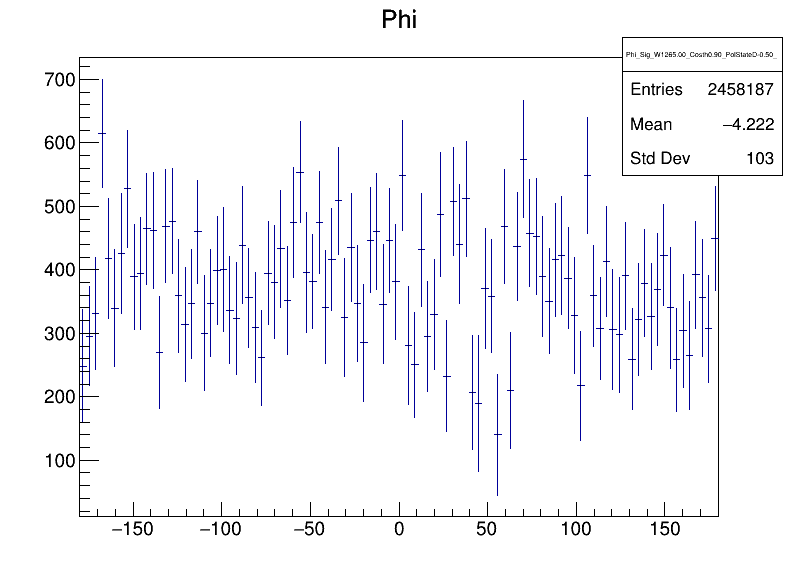 Phi
Phi_Sig_W1265.00_Costh0.90_PolStateD-0.50_
Entries 2458187
Mean −4.222
Std Dev 103
700
600
500
400
300
200
100
−150 −100 −50 0 50 100 150